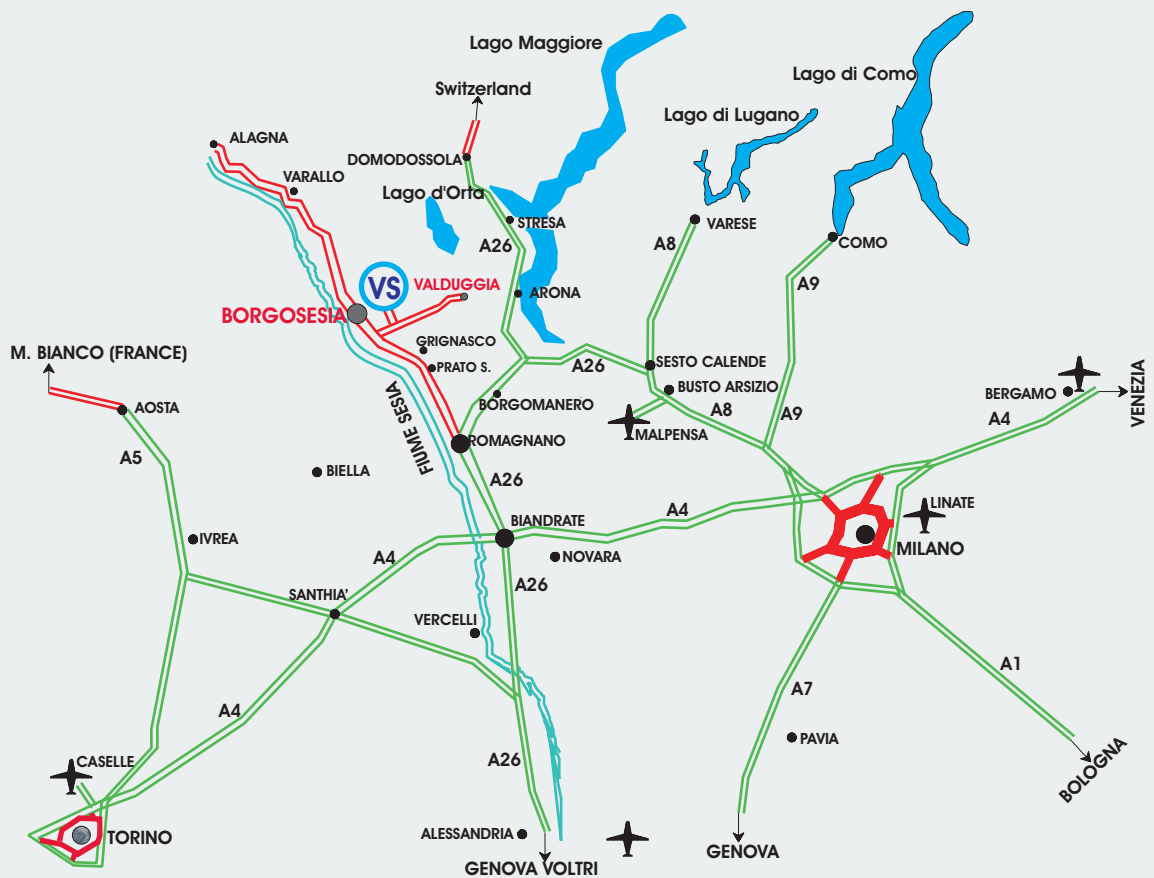 Lago Maggiore
Lago di Como
Switzerland
Lago di Lugano
ALAGNA
DOMODOSSOLA
VARALLO
Lago d'Orta
STRESA
VARESE
A26
A8
COMO
VS
VALDUGGIA
A9
ARONA
BORGOSESIA
GRIGNASCO
M. BIANCO (FRANCE)
PRATO S.
A26
SESTO CALENDE
BUSTO ARSIZIO
BERGAMO
VENEZIA
AOSTA
BORGOMANERO
A8
A9
A4
MALPENSA
FIUME SESIA
ROMAGNANO
A5
BIELLA
A26
LINATE
A4
BIANDRATE
IVREA
A4
NOVARA
MILANO
A26
SANTHIA'
VERCELLI
A1
A7
A4
PAVIA
A26
CASELLE
BOLOGNA
TORINO
ALESSANDRIA
GENOVA
GENOVA VOLTRI